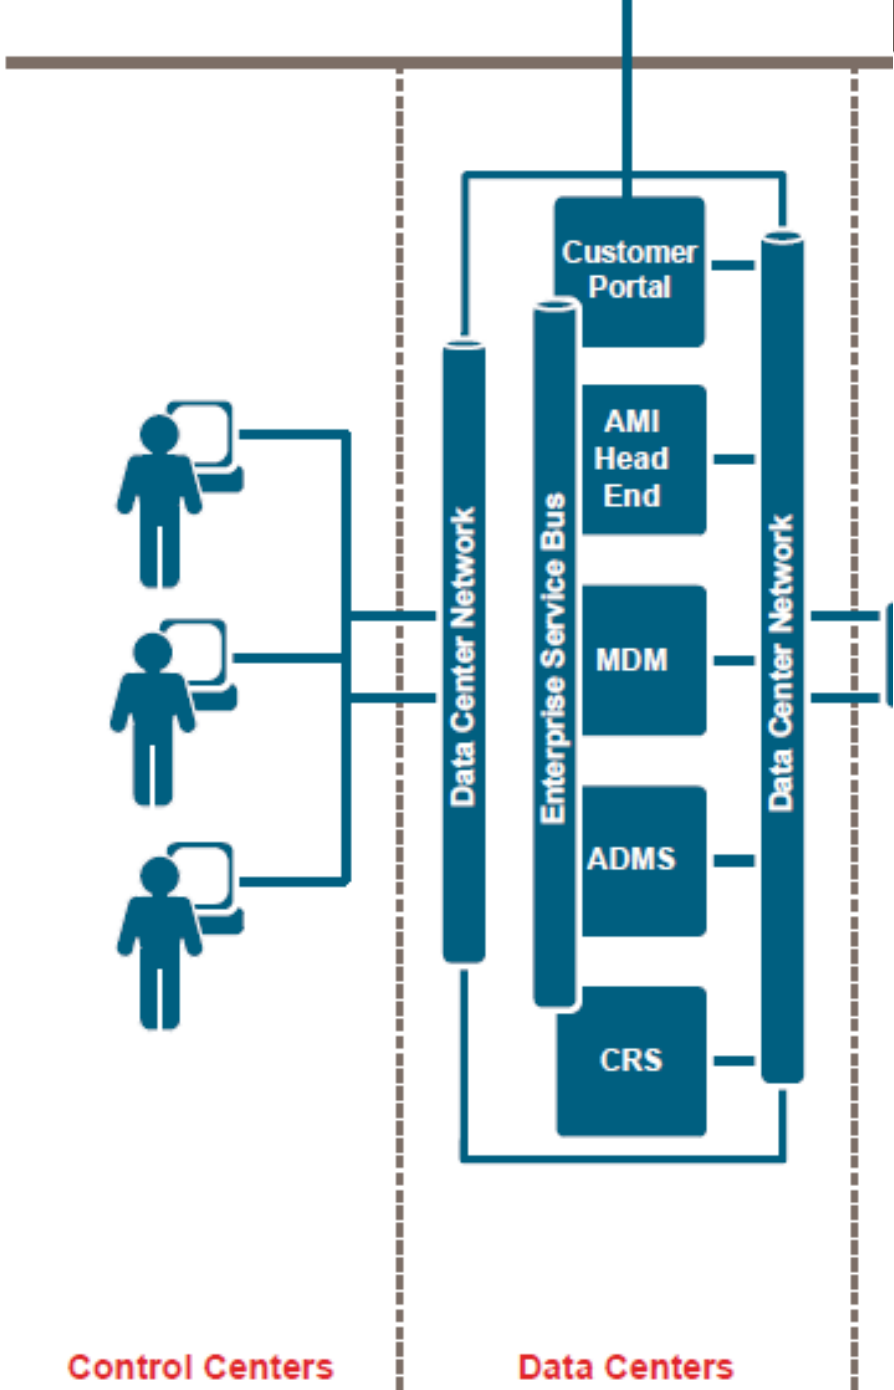 Customer
Portal
AMI
Head
End
MDM
ADMS
CRS
Data Center Network
Enterprise Service Bus
Data Center Network
Control Centers
Data Centers